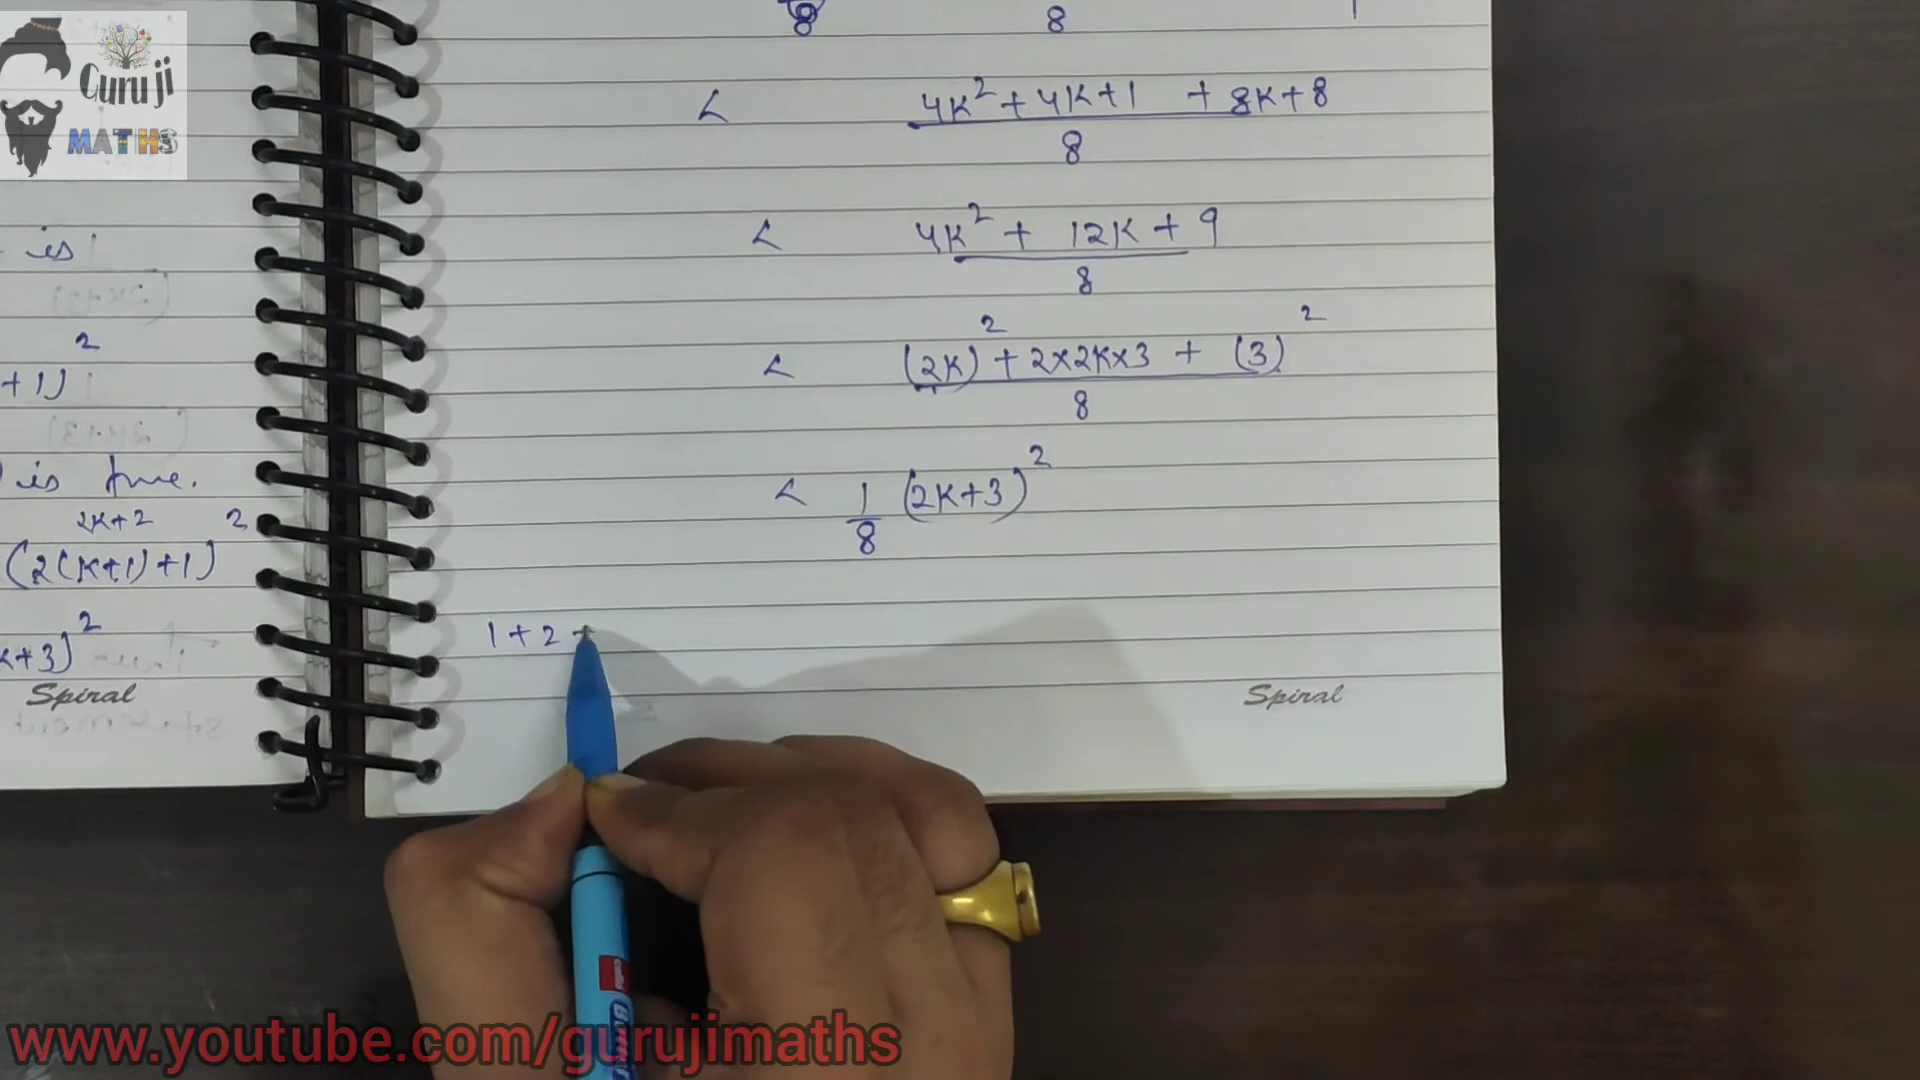 Guru ji
MATHS
is
2
+ 1)
is true.
2k+2
(2(k+1)+1)²
k+3)²
Spiral
8 8
< 4k² + 4k + 1 + 8k + 8
8
< 4k² + 12k + 9
8
< (2k)² + 2×2k×3 + (3)²
8
< 1/8 (2k+3)²
1 + 2 +
Spiral
cello
www.youtube.com/gurujimaths